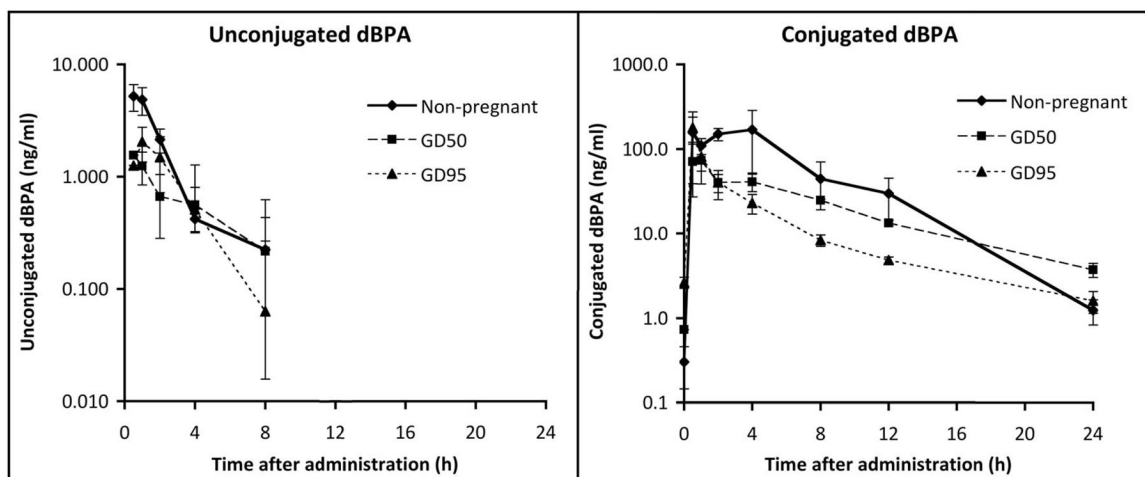 Unconjugated dBPA
10.000
1.000
0.100
0.010
Unconjugated dBPA (ng/ml)
Non-pregnant
GD50
GD95
0 4 8 12 16 20 24
Time after administration (h)
Conjugated dBPA
1000.0
100.0
10.0
1.0
0.1
Conjugated dBPA (ng/ml)
Non-pregnant
GD50
GD95
0 4 8 12 16 20 24
Time after administration (h)